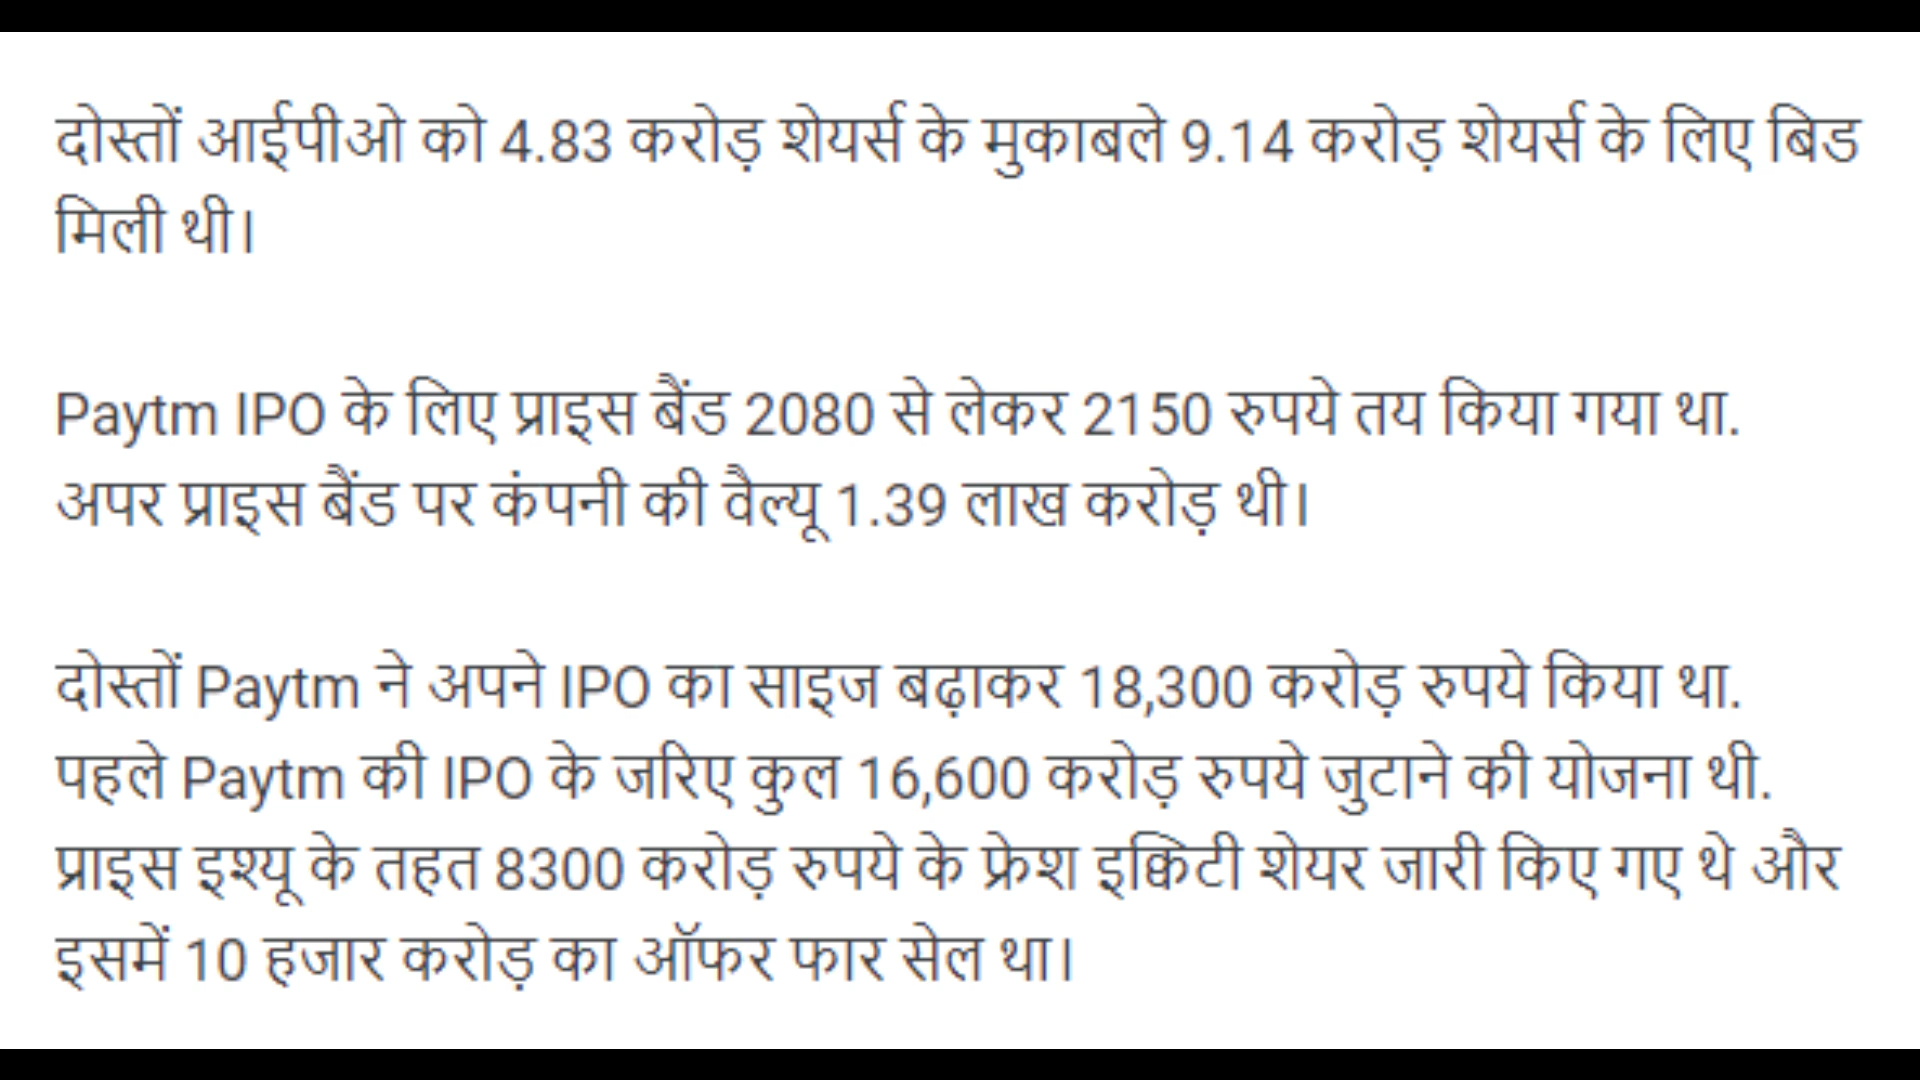 दोस्तों आईपीओ को 4.83 करोड़ शेयर्स के मुकाबले 9.14 करोड़ शेयर्स के लिए बिड
मिली थी।
Paytm IPO के लिए प्राइस बैंड 2080 से लेकर 2150 रुपये तय किया गया था.
अपर प्राइस बैंड पर कंपनी की वैल्यू 1.39 लाख करोड़ थी।
दोस्तों Paytm ने अपने IPO का साइज बढ़ाकर 18,300 करोड़ रुपये किया था.
पहले Paytm की IPO के जरिए कुल 16,600 करोड़ रुपये जुटाने की योजना थी.
प्राइस इश्यू के तहत 8300 करोड़ रुपये के फ्रेश इक्विटी शेयर जारी किए गए थे और
इसमें 10 हजार करोड़ का ऑफर फार सेल था।